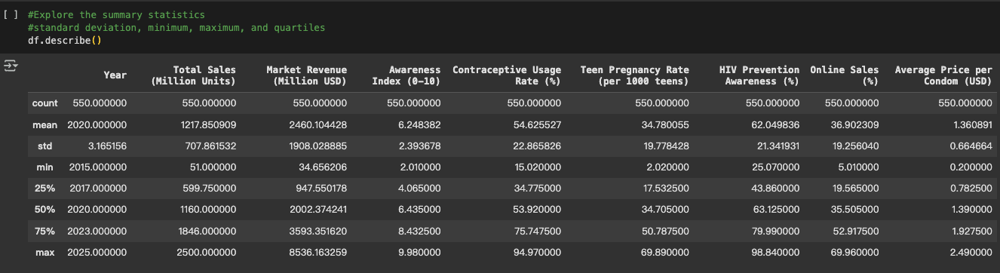 [ ] #Explore the summary statistics
#standard deviation, minimum, maximum, and quartiles
df.describe()
Year Total Sales (Million Units) Market Revenue (Million USD) Awareness Index (0-10) Contraceptive Usage Rate (%) Teen Pregnancy Rate (per 1000 teens) HIV Prevention Awareness (%) Online Sales (%) Average Price per Condom (USD)
count 550.000000 550.000000 550.000000 550.000000 550.000000 550.000000 550.000000 550.000000 550.000000
mean 2020.000000 1217.850909 2460.104428 6.248382 54.625527 34.780055 62.049836 36.902309 1.360891
std 3.165156 707.861532 1908.028885 2.393678 22.865826 19.778428 21.341931 19.256040 0.664664
min 2015.000000 51.000000 34.656206 2.010000 15.020000 2.020000 25.070000 5.010000 0.200000
25% 2017.000000 599.750000 947.550178 4.065000 34.775000 17.532500 43.860000 19.565000 0.782500
50% 2020.000000 1160.000000 2002.374241 6.435000 53.920000 34.705000 63.125000 35.505000 1.390000
75% 2023.000000 1846.000000 3593.351620 8.432500 75.747500 50.787500 79.990000 52.917500 1.927500
max 2025.000000 2500.000000 8536.163259 9.980000 94.970000 69.890000 98.840000 69.960000 2.490000